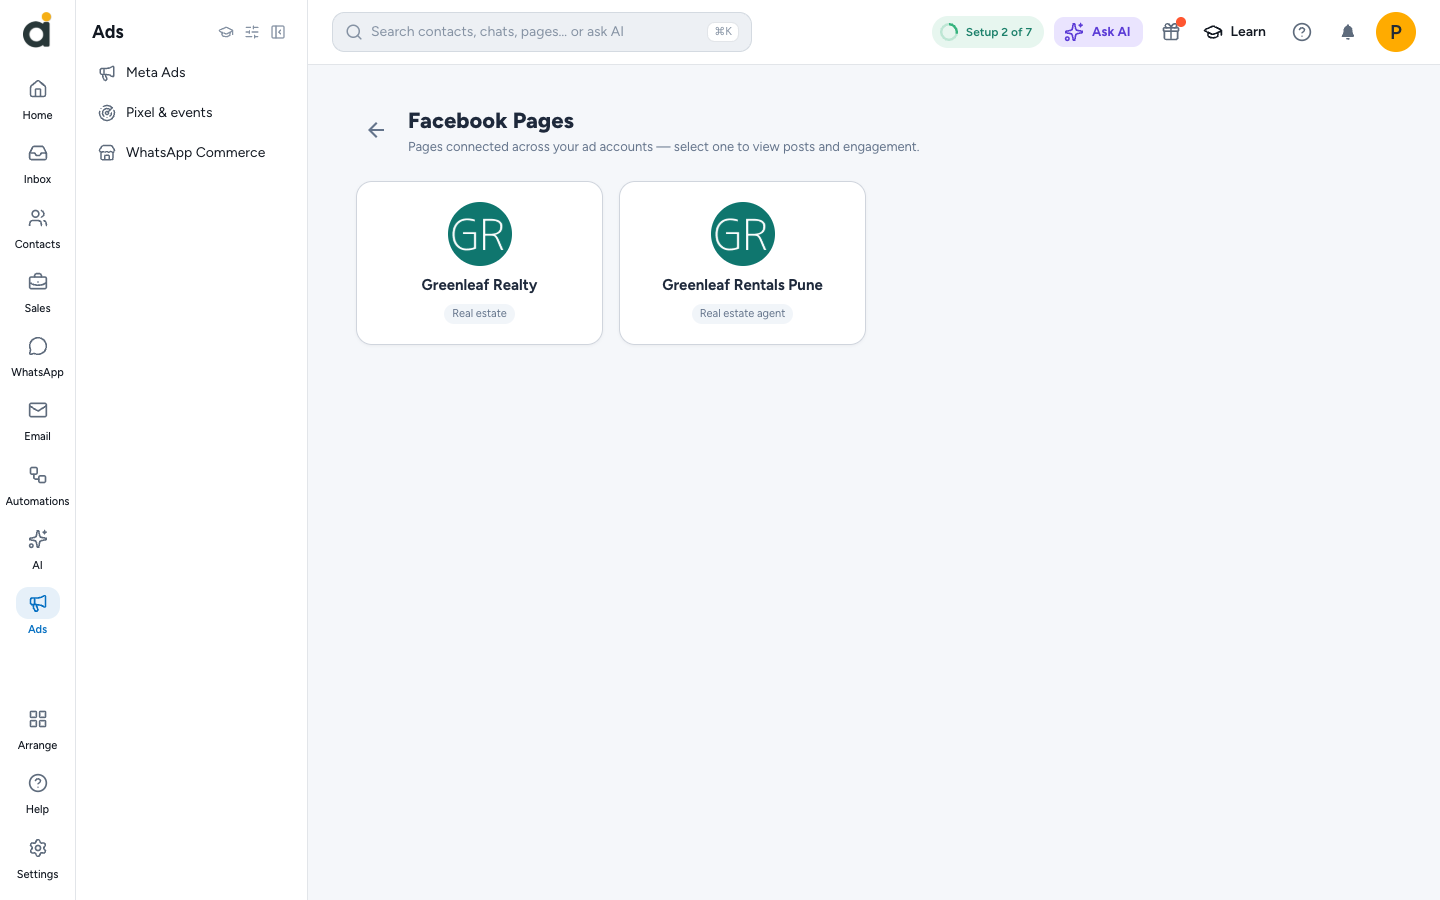 Ads
Search contacts, chats, pages... or ask AI
⌘K
Setup 2 of 7
Ask AI
Learn
P
Home
Inbox
Contacts
Sales
WhatsApp
Email
Automations
AI
Ads
Arrange
Help
Settings
Meta Ads
Pixel & events
WhatsApp Commerce
Facebook Pages
Pages connected across your ad accounts — select one to view posts and engagement.
GR
Greenleaf Realty
Real estate
GR
Greenleaf Rentals Pune
Real estate agent